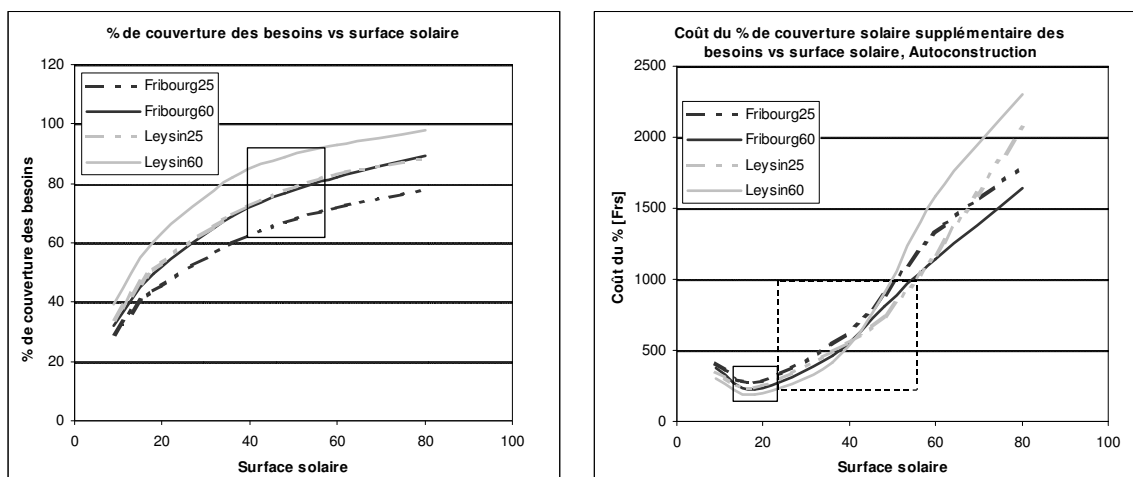 % de couverture des besoins vs surface solaire
120
100
80
60
40
20
0
% de couverture des besoins
Fribourg25
Fribourg60
Leysin25
Leysin60
0 20 40 60 80 100
Surface solaire
Coût du % de couverture solaire supplémentaire des
besoins vs surface solaire, Autoconstruction
2500
2000
1500
1000
500
0
Coût du % [Frs]
Fribourg25
Fribourg60
Leysin25
Leysin60
0 20 40 60 80 100
Surface solaire